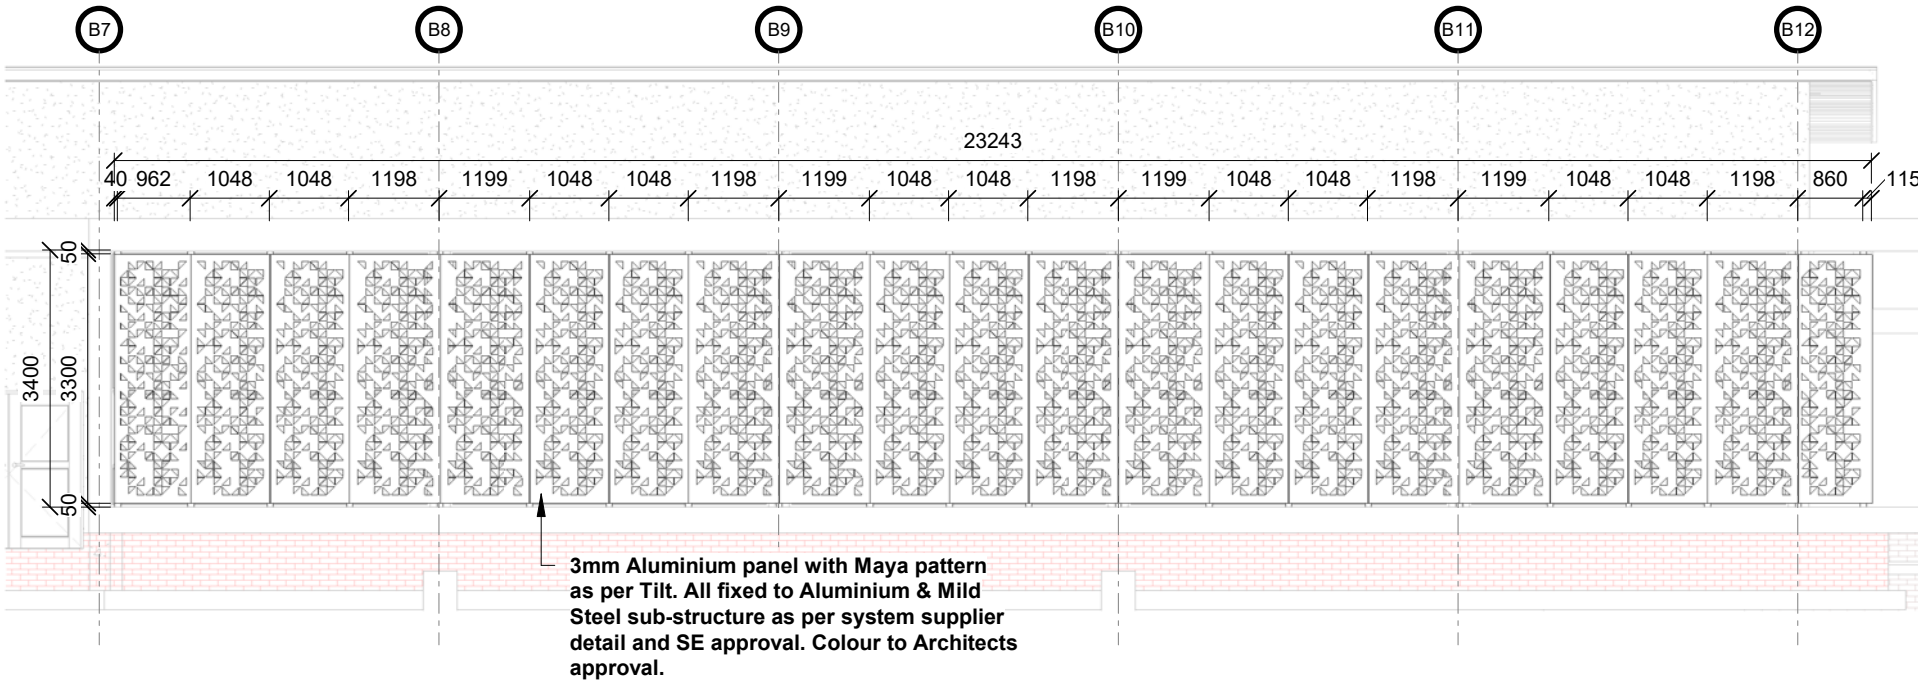 B7 B8 B9 B10 B11 B12
23243
40 962 1048 1048 1198 1199 1048 1048 1198 1199 1048 1048 1198 1199 1048 1048 1198 1199 1048 1048 1198 860 115
50
3400 3300
50
3mm Aluminium panel with Maya pattern
as per Tilt. All fixed to Aluminium & Mild
Steel sub-structure as per system supplier
detail and SE approval. Colour to Architects
approval.